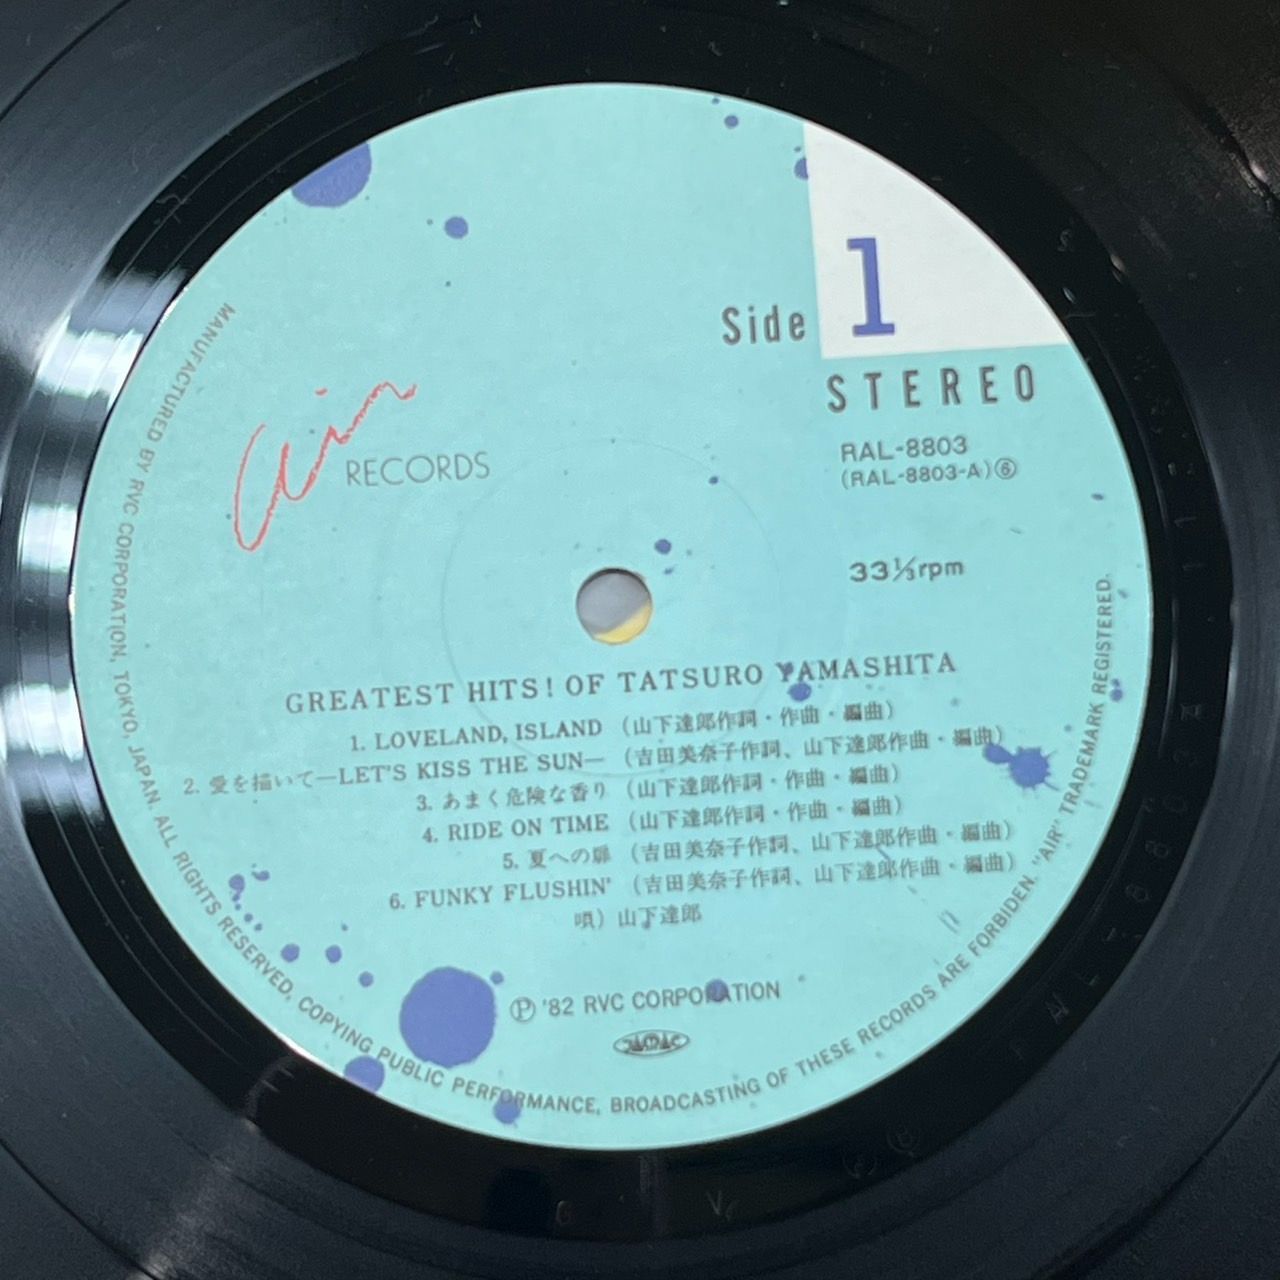 Side 1
STEREO
Air RECORDS
RAL-8803
(RAL-8803-A)⑥
33⅓rpm
GREATEST HITS! OF TATSURO YAMASHITA
1. LOVELAND, ISLAND (山下達郎作詞・作曲・編曲)
2. 愛を描いて—LET'S KISS THE SUN— (吉田美奈子作詞、山下達郎作曲・編曲)
3. あまく危険な香り (山下達郎作詞・作曲・編曲)
4. RIDE ON TIME (山下達郎作詞・作曲・編曲)
5. 夏への扉 (吉田美奈子作詞、山下達郎作曲・編曲)
6. FUNKY FLUSHIN' (吉田美奈子作詞、山下達郎作曲・編曲)
唄) 山下達郎
Ⓟ '82 RVC CORPORATION
JASRAC
MANUFACTURED BY RVC CORPORATION, TOKYO, JAPAN. ALL RIGHTS RESERVED, COPYING PUBLIC PERFORMANCE, BROADCASTING OF THESE RECORDS ARE FORBIDDEN. "AIR" TRADEMARK REGISTERED.